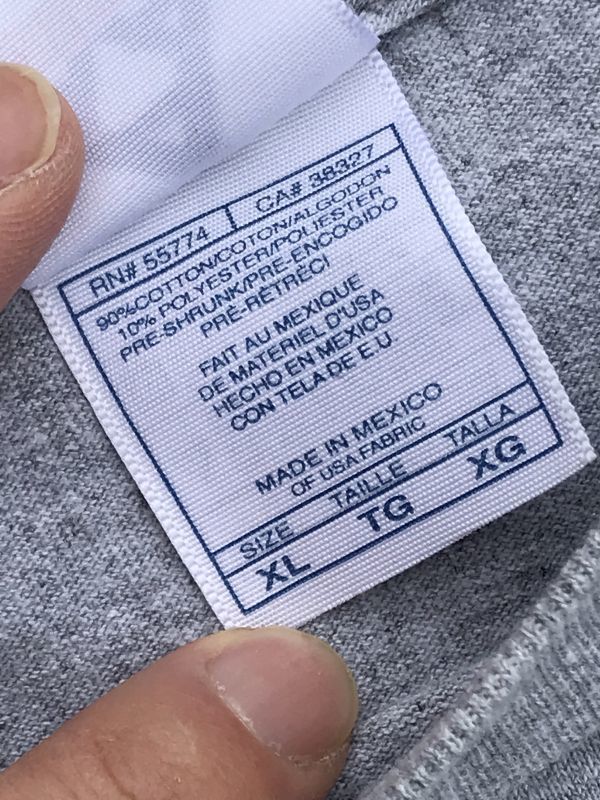 RN# 55774 CA# 38327
90%COTTON/COTON/ALGODON
10% POLYESTER/POLIESTER
PRE-SHRUNK/PRE-ENCOGIDO
PRÉ-RÉTRÉCI
FAIT AU MEXIQUE
DE MATERIEL D'USA
HECHO EN MEXICO
CON TELA DE E.U.
MADE IN MEXICO
OF USA FABRIC
SIZE TAILLE TALLA
XL TG XG